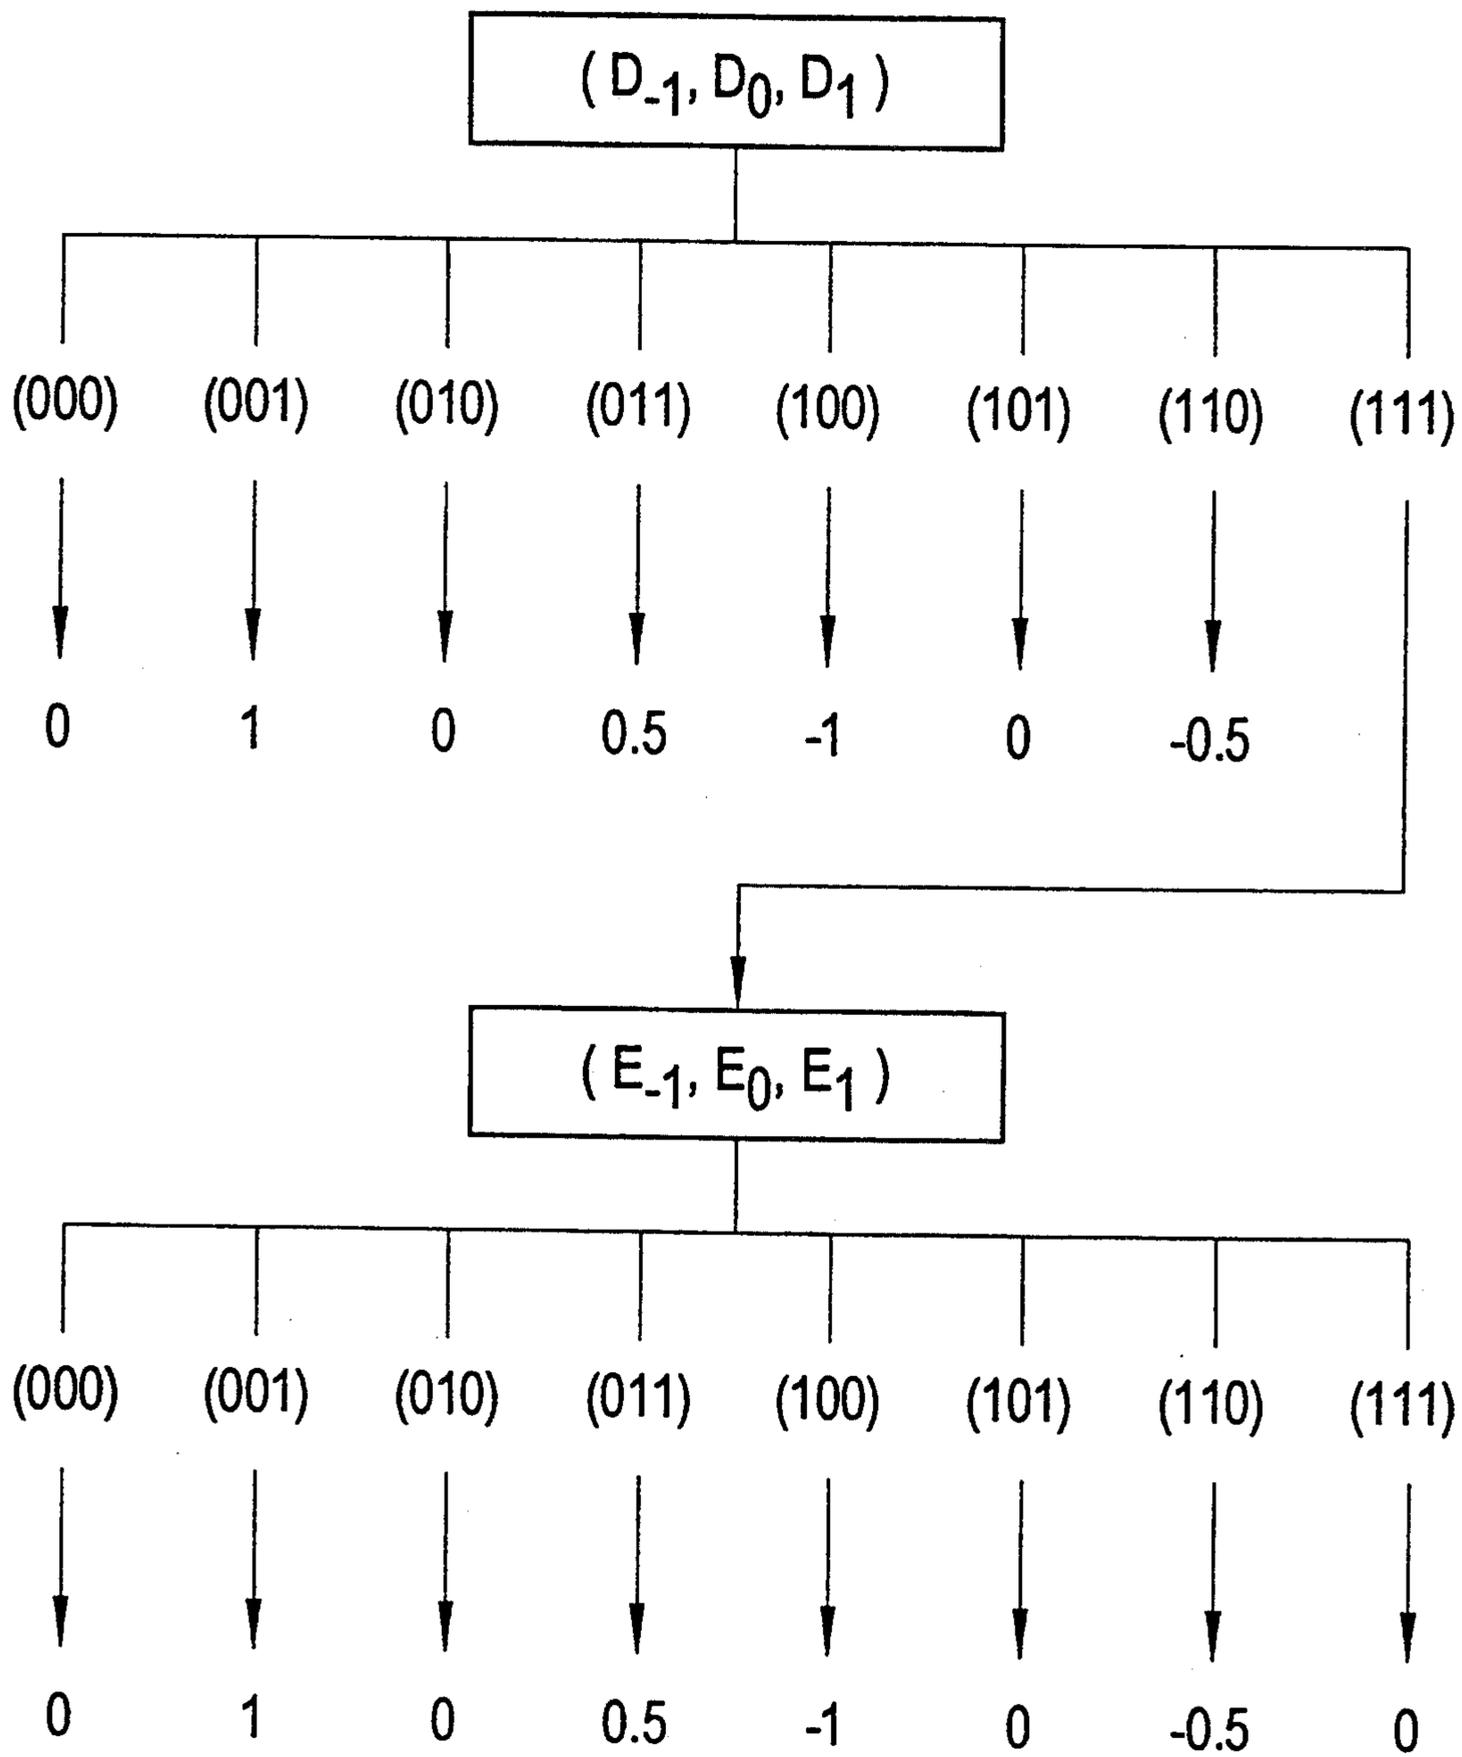 ( D-1, D0, D1 )
(000) (001) (010) (011) (100) (101) (110) (111)
0 1 0 0.5 -1 0 -0.5
( E-1, E0, E1 )
(000) (001) (010) (011) (100) (101) (110) (111)
0 1 0 0.5 -1 0 -0.5 0